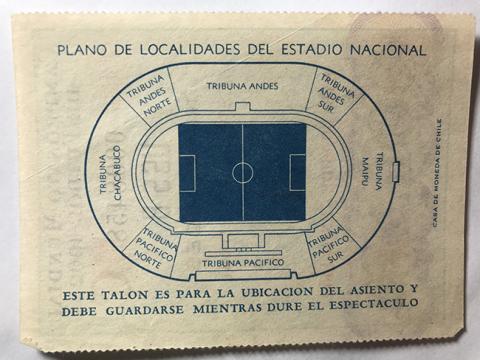 PLANO DE LOCALIDADES DEL ESTADIO NACIONAL
TRIBUNA
ANDES
NORTE
TRIBUNA ANDES
TRIBUNA
ANDES
SUR
TRIBUNA
CHACABUCO
TRIBUNA
MAIPU
CASA DE MONEDA DE CHILE
TRIBUNA
PACIFICO
NORTE
TRIBUNA PACIFICO
TRIBUNA
PACIFICO
SUR
ESTE TALON ES PARA LA UBICACION DEL ASIENTO Y
DEBE GUARDARSE MIENTRAS DURE EL ESPECTACULO